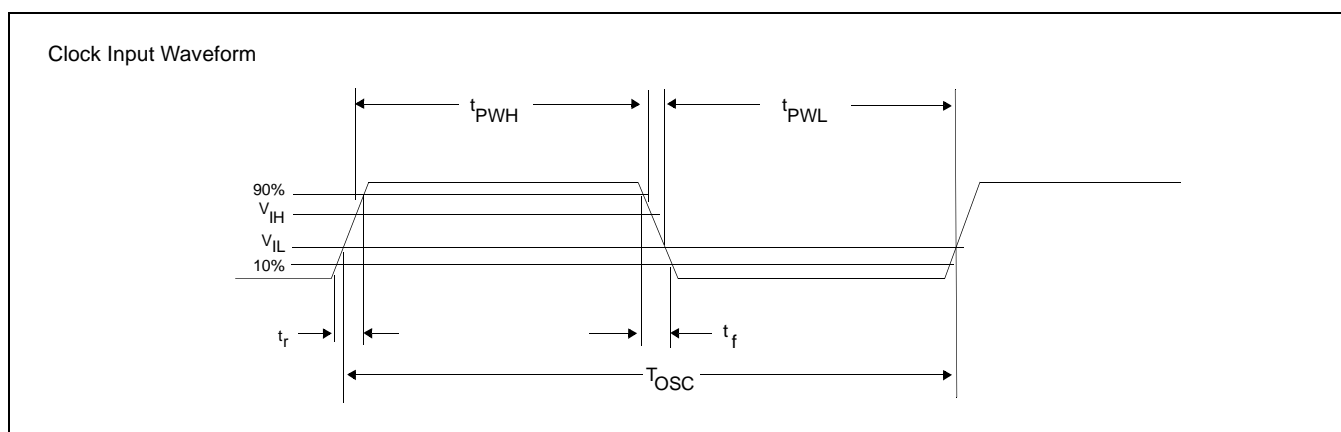 Clock Input Waveform
tPWH
tPWL
90%
VIH
VIL
10%
tr
tf
TOSC